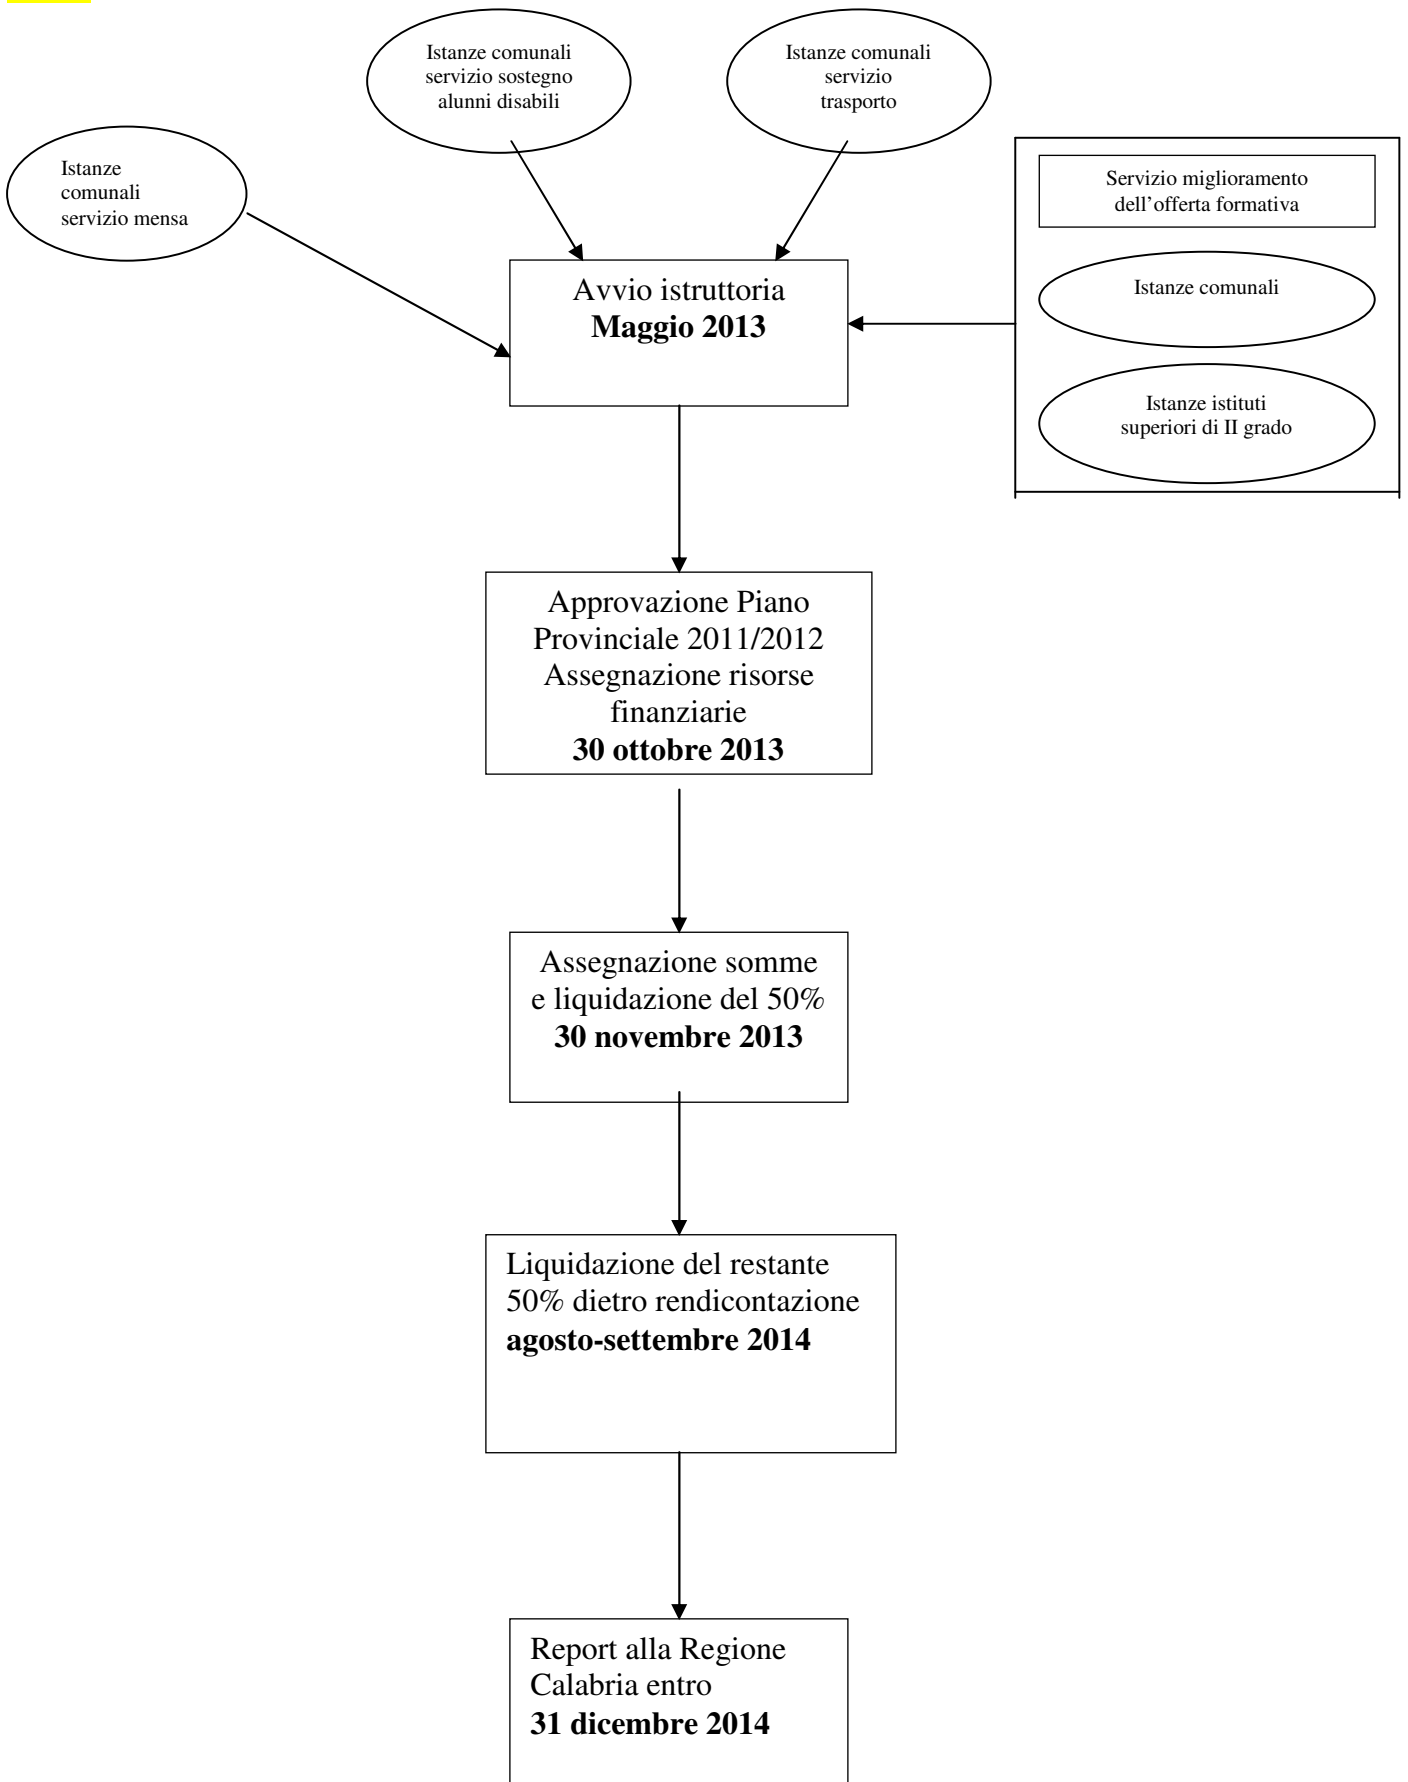 Istanze comunali
servizio sostegno
alunni disabili
Istanze comunali
servizio
trasporto
Istanze
comunali
servizio mensa
Servizio miglioramento
dell’offerta formativa
Istanze comunali
Istanze istituti
superiori di II grado
Avvio istruttoria
Maggio 2013
Approvazione Piano
Provinciale 2011/2012
Assegnazione risorse
finanziarie
30 ottobre 2013
Assegnazione somme
e liquidazione del 50%
30 novembre 2013
Liquidazione del restante
50% dietro rendicontazione
agosto-settembre 2014
Report alla Regione
Calabria entro
31 dicembre 2014